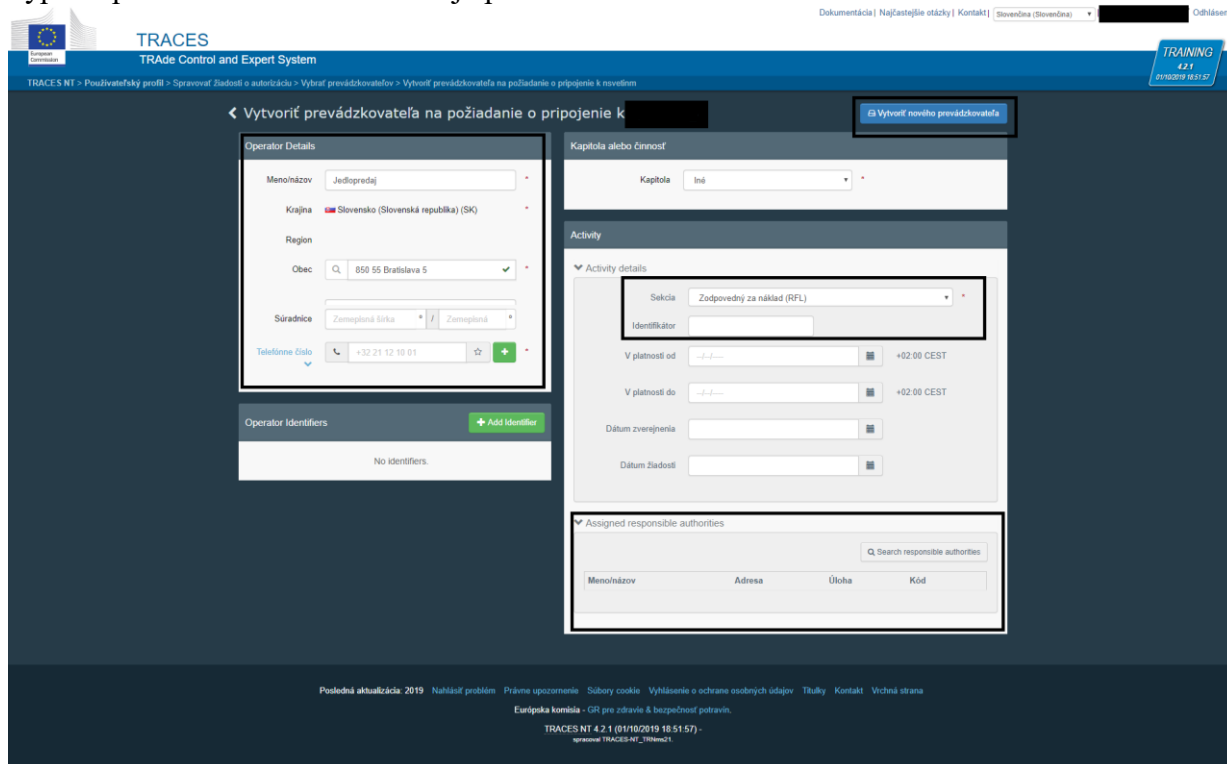 Dokumentácia | Najčastejšie otázky | Kontakt | Slovenčina (Slovenčina) Odhláser
European
Commission
TRACES
TRAde Control and Expert System
TRAINING
4.2.1
01/10/2019 18:51:57
TRACES NT > Používateľský profil > Spravovať žiadosti o autorizáciu > Vybrať prevádzkovateľov > Vytvoriť prevádzkovateľa na požiadanie o pripojenie k nsvetinm
Vytvoriť prevádzkovateľa na požiadanie o pripojenie k
Vytvoriť nového prevádzkovateľa
Operator Details
Meno/názov Jedlopredaj *
Krajina Slovensko (Slovenská republika) (SK) *
Region
Obec 850 55 Bratislava 5 *
Súradnice Zemepisná šírka ° / Zemepisná °
Telefónne číslo +32 21 12 10 01 + *
Operator Identifiers + Add Identifier
No identifiers.
Kapitola alebo činnosť
Kapitola Iné *
Activity
Activity details
Sekcia Zodpovedný za náklad (RFL) *
Identifikátor
V platnosti od --/--/---- +02:00 CEST
V platnosti do --/--/---- +02:00 CEST
Dátum zverejnenia
Dátum žiadosti
Assigned responsible authorities
Search responsible authorities
Meno/názov Adresa Úloha Kód
Posledná aktualizácia: 2019 Nahlásiť problém Právne upozornenie Súbory cookie Vyhlásenie o ochrane osobných údajov Titulky Kontakt Vrchná strana
Európska komisia - GR pre zdravie & bezpečnosť potravín.
TRACES NT 4.2.1 (01/10/2019 18:51:57) -
spracoval TRACES-NT_TRNms21.